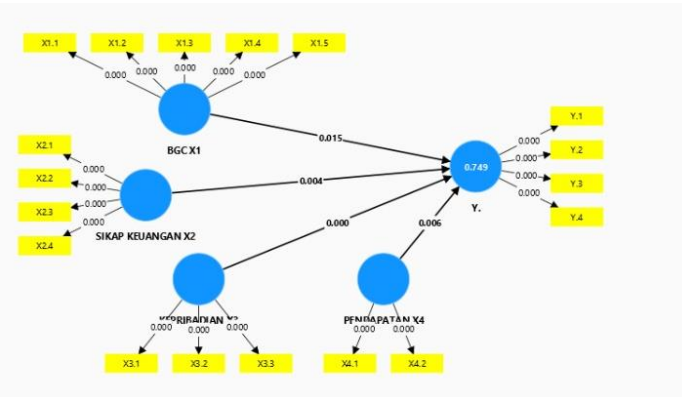 X1.1 X1.2 X1.3 X1.4 X1.5
0.000 0.000 0.000 0.000 0.000
BGC X1
0.015
X2.1
X2.2
X2.3
X2.4
0.000
0.000
0.000
0.000
SIKAP KEUANGAN X2
0.004
0.749
Y.
Y.1
Y.2
Y.3
Y.4
0.000
0.000
0.000
0.000
0.000
0.006
PENDAPATAN X4
0.000 0.000 0.000
0.000 0.000
X3.1 X3.2 X3.3
X4.1 X4.2